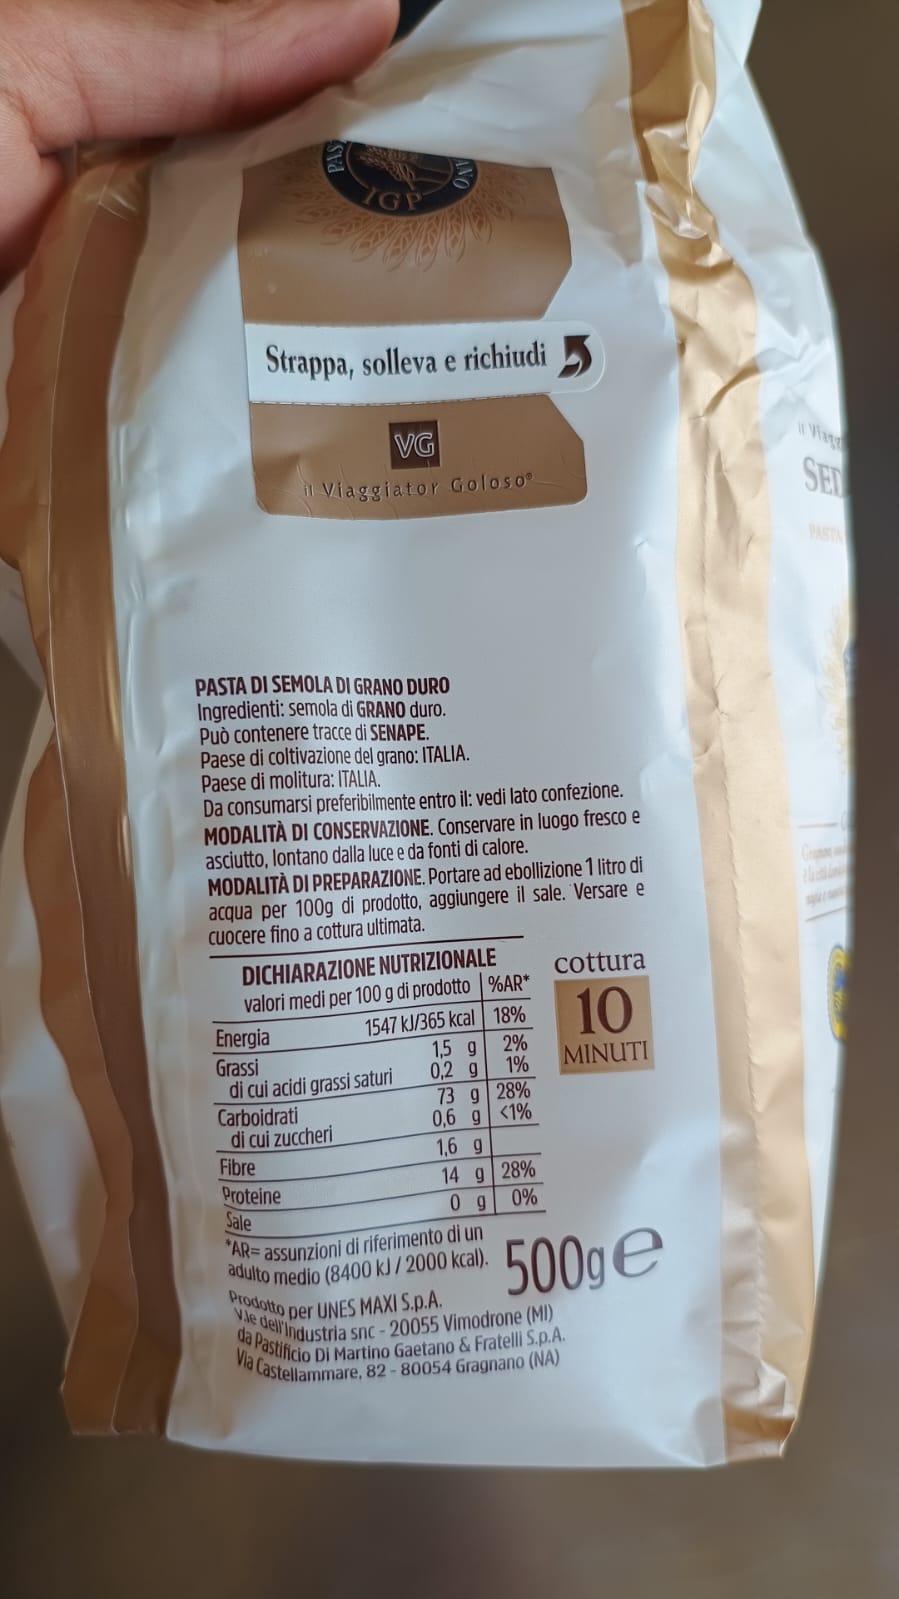 IGP
Strappa, solleva e richiudi
VG
il Viaggiator Goloso®
PASTA DI SEMOLA DI GRANO DURO
Ingredienti: semola di GRANO duro.
Può contenere tracce di SENAPE.
Paese di coltivazione del grano: ITALIA.
Paese di molitura: ITALIA.
Da consumarsi preferibilmente entro il: vedi lato confezione.
MODALITÀ DI CONSERVAZIONE. Conservare in luogo fresco e
asciutto, lontano dalla luce e da fonti di calore.
MODALITÀ DI PREPARAZIONE. Portare ad ebollizione 1 litro di
acqua per 100g di prodotto, aggiungere il sale. Versare e
cuocere fino a cottura ultimata.
DICHIARAZIONE NUTRIZIONALE
valori medi per 100 g di prodotto %AR*
Energia 1547 kJ/365 kcal 18%
Grassi 1,5 g 2%
di cui acidi grassi saturi 0,2 g 1%
Carboidrati 73 g 28%
di cui zuccheri 0,6 g <1%
Fibre 1,6 g
Proteine 14 g 28%
Sale 0 g 0%
*AR= assunzioni di riferimento di un
adulto medio (8400 kJ / 2000 kcal).
cottura
10
MINUTI
500g e
Prodotto per UNES MAXI S.p.A.
V.le dell'Industria snc - 20055 Vimodrone (MI)
da Pastificio Di Martino Gaetano & Fratelli S.p.A.
Via Castellammare, 82 - 80054 Gragnano (NA)
PASTA